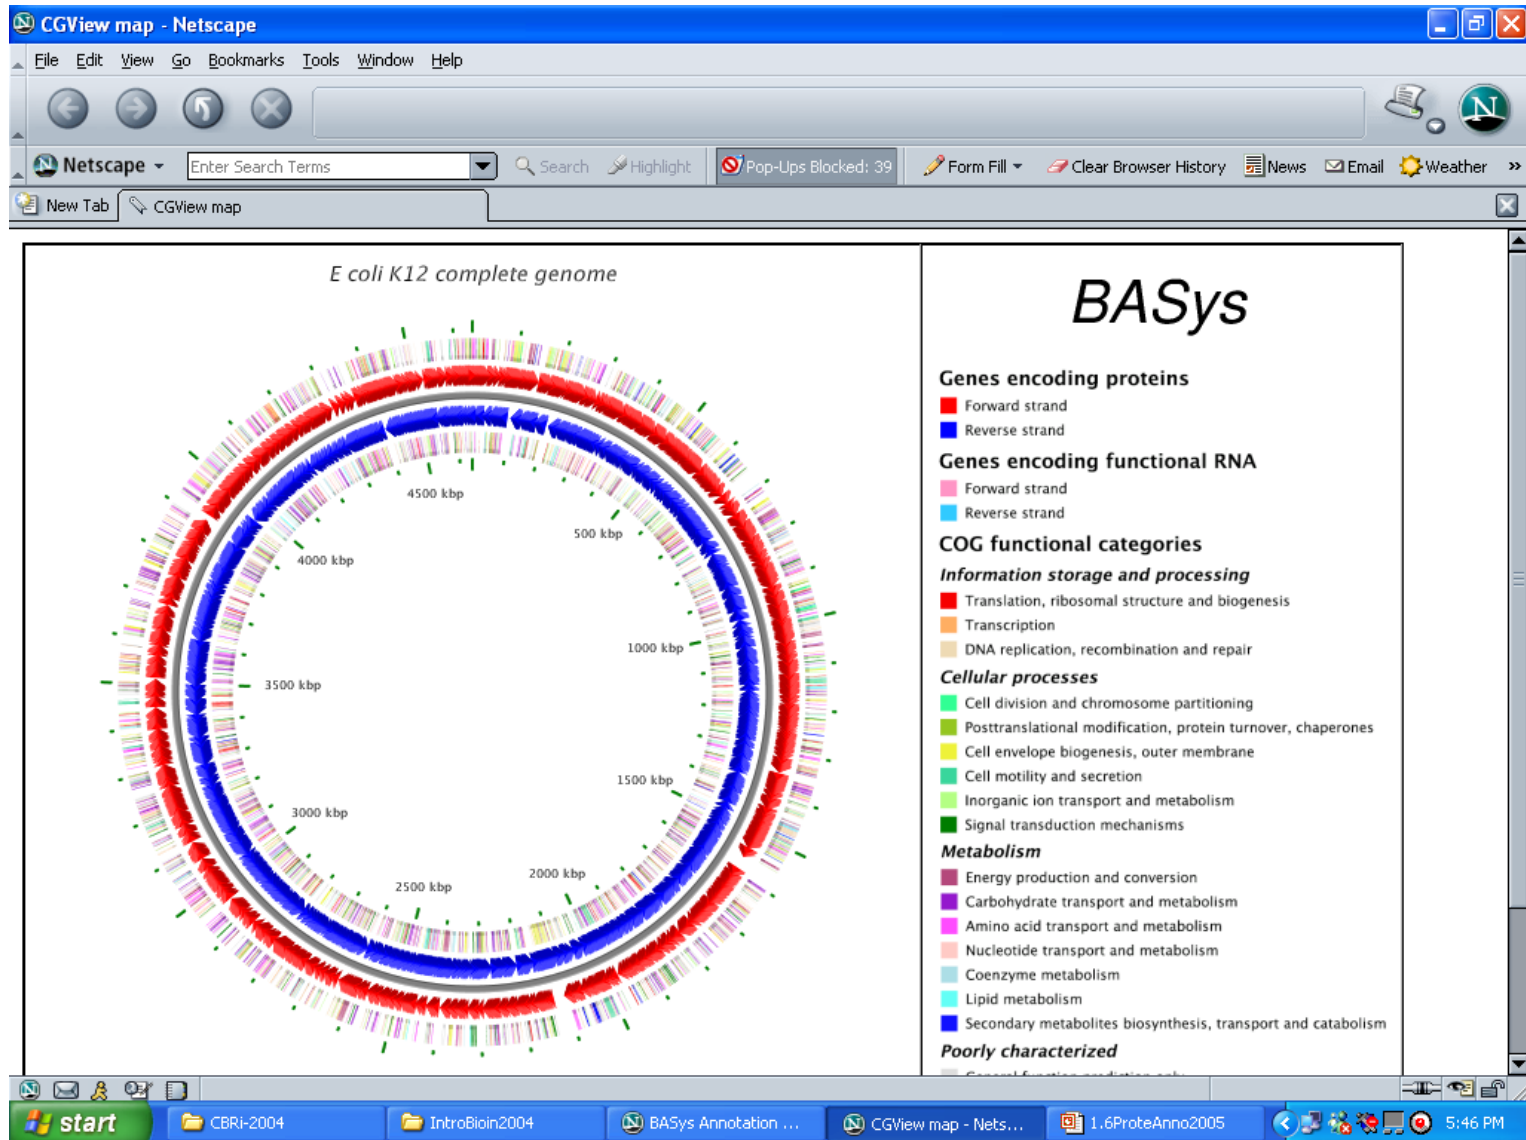 CGView map - Netscape
File Edit View Go Bookmarks Tools Window Help
N
Netscape Enter Search Terms Search Highlight Pop-Ups Blocked: 39 Form Fill Clear Browser History News Email Weather »
New Tab CGView map
E coli K12 complete genome
4500 kbp
500 kbp
4000 kbp
1000 kbp
3500 kbp
1500 kbp
3000 kbp
2000 kbp
2500 kbp
BASys
Genes encoding proteins
Forward strand
Reverse strand
Genes encoding functional RNA
Forward strand
Reverse strand
COG functional categories
Information storage and processing
Translation, ribosomal structure and biogenesis
Transcription
DNA replication, recombination and repair
Cellular processes
Cell division and chromosome partitioning
Posttranslational modification, protein turnover, chaperones
Cell envelope biogenesis, outer membrane
Cell motility and secretion
Inorganic ion transport and metabolism
Signal transduction mechanisms
Metabolism
Energy production and conversion
Carbohydrate transport and metabolism
Amino acid transport and metabolism
Nucleotide transport and metabolism
Coenzyme metabolism
Lipid metabolism
Secondary metabolites biosynthesis, transport and catabolism
Poorly characterized
General function prediction only
start CBRi-2004 IntroBioin2004 BASys Annotation ... CGView map - Nets... 1.6ProteAnno2005 5:46 PM